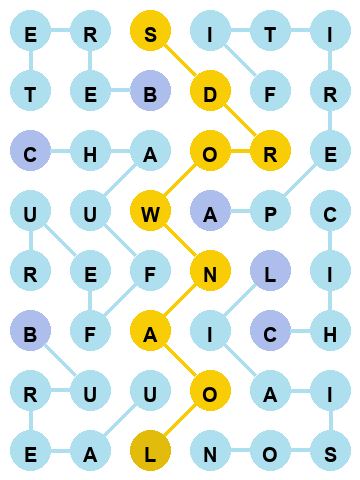 E R S I T I
T E B D F R
C H A O R E
U U W A P C
R E F N L I
B F A I C H
R U U O A I
E A L N O S